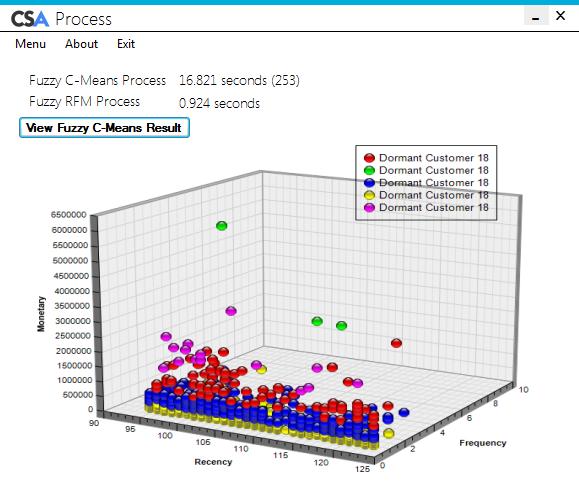 CSA Process
Menu About Exit
Fuzzy C-Means Process 16.821 seconds (253)
Fuzzy RFM Process 0.924 seconds
View Fuzzy C-Means Result
Dormant Customer 18
Dormant Customer 18
Dormant Customer 18
Dormant Customer 18
Dormant Customer 18
6500000
6000000
5500000
5000000
4500000
4000000
3500000
3000000
2500000
2000000
1500000
1000000
500000
0
Monetary
90
95
100
105
110
115
120
125
Recency
0
2
4
6
8
10
Frequency